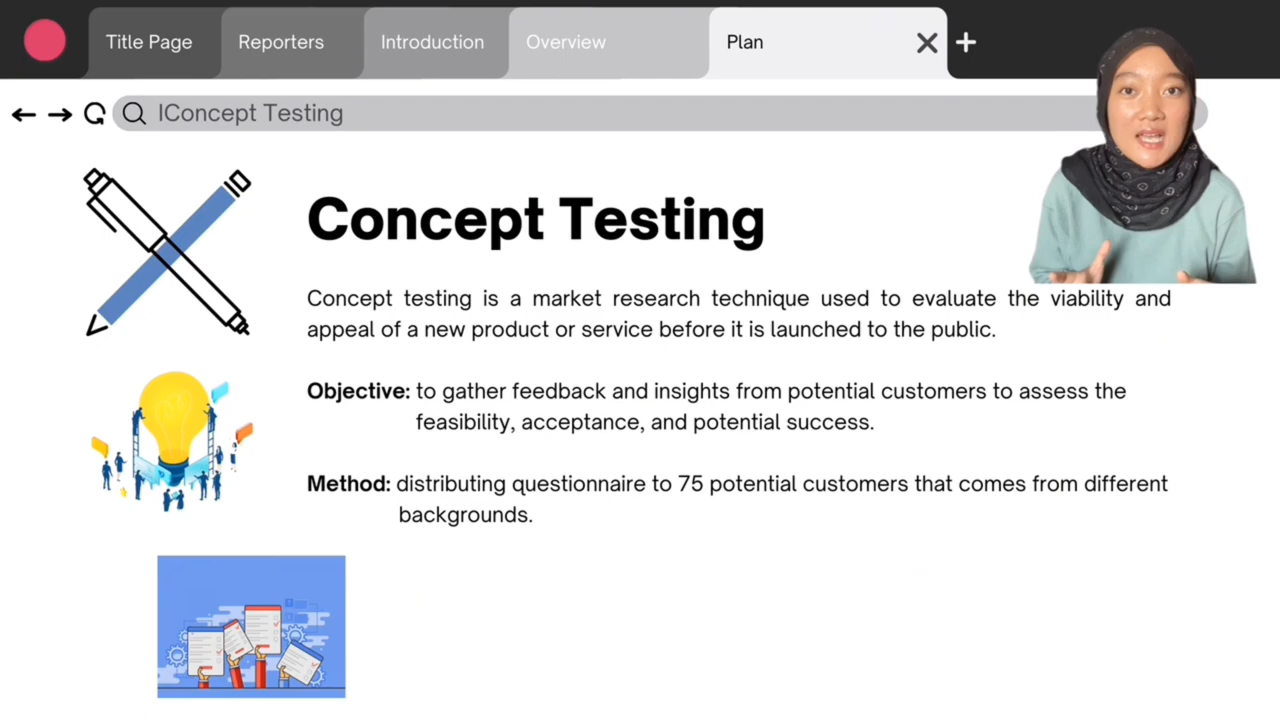 Title Page
Reporters
Introduction
Overview
Plan
lConcept Testing
Concept Testing
Concept testing is a market research technique used to evaluate the viability and
appeal of a new product or service before it is launched to the public.
Objective: to gather feedback and insights from potential customers to assess the
feasibility, acceptance, and potential success.
Method: distributing questionnaire to 75 potential customers that comes from different
backgrounds.